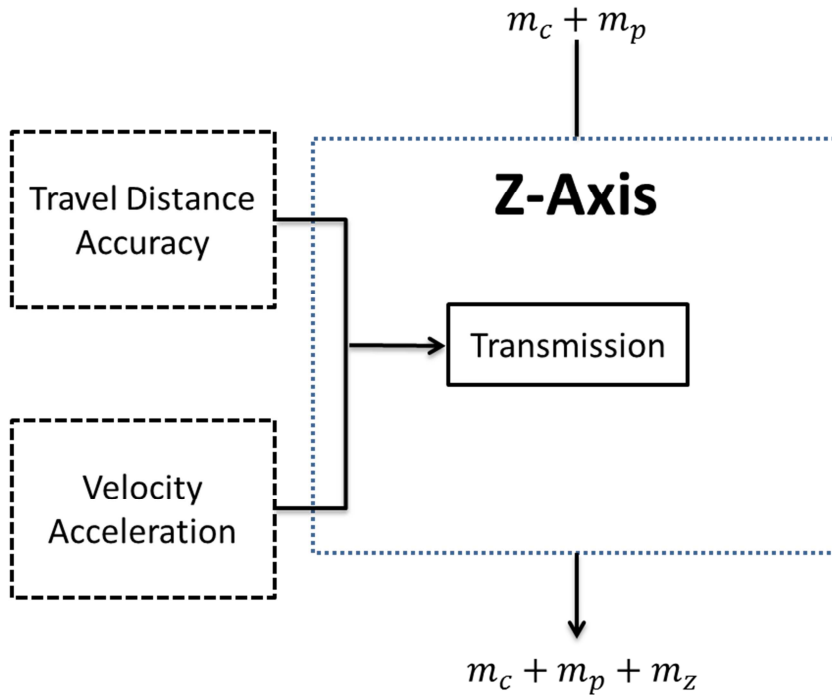 m_c + m_p
Z-Axis
Travel Distance
Accuracy
Transmission
Velocity
Acceleration
m_c + m_p + m_z